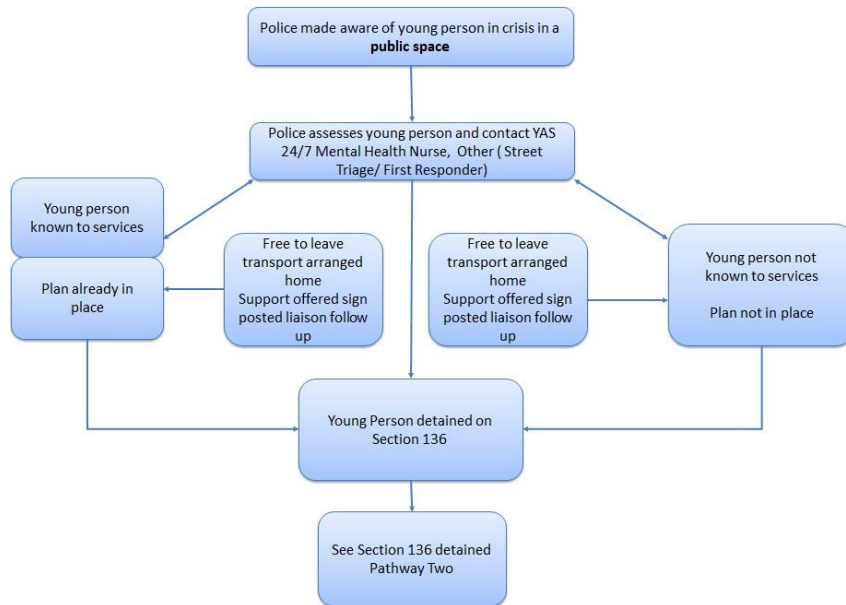 Police made aware of young person in crisis in a
public space
Police assesses young person and contact YAS
24/7 Mental Health Nurse, Other ( Street
Triage/ First Responder)
Young person
known to services
Plan already in
place
Free to leave
transport arranged
home
Support offered sign
posted liaison follow
up
Free to leave
transport arranged
home
Support offered sign
posted liaison follow
up
Young person not
known to services
Plan not in place
Young Person detained on
Section 136
See Section 136 detained
Pathway Two